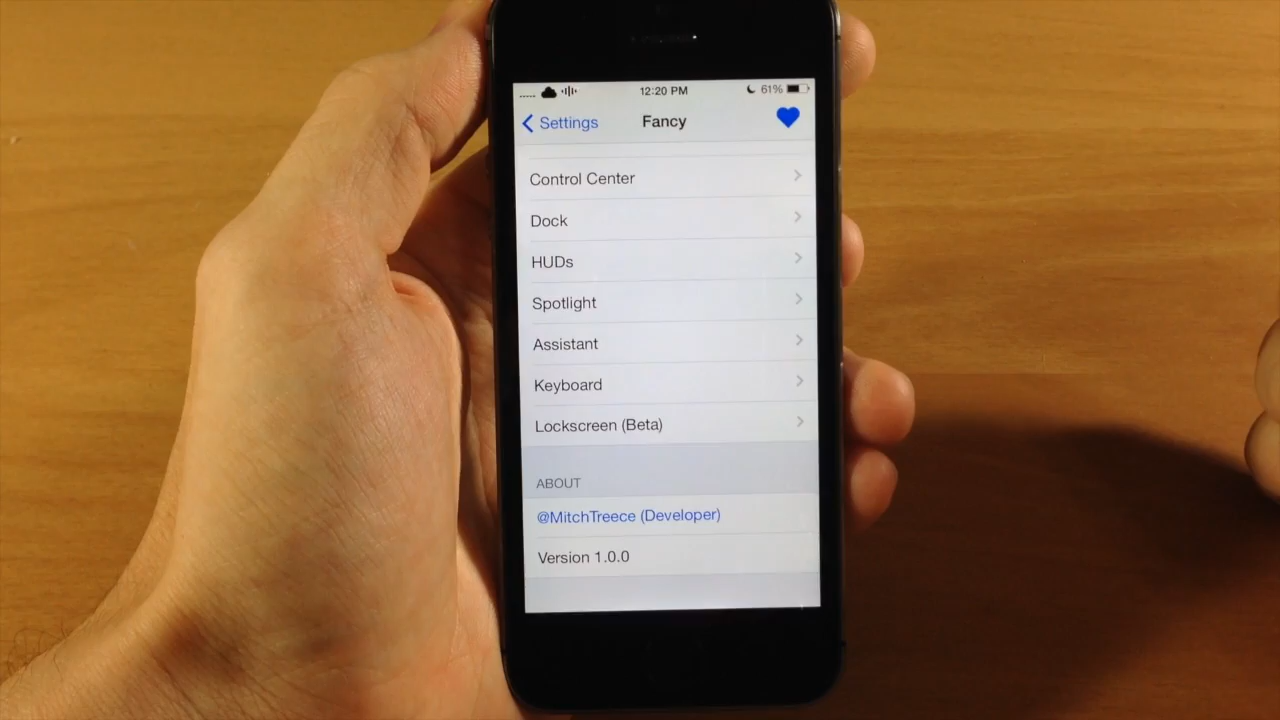 12:20 PM
61%
Settings
Fancy
Control Center
Dock
HUDs
Spotlight
Assistant
Keyboard
Lockscreen (Beta)
ABOUT
@MitchTreece (Developer)
Version 1.0.0